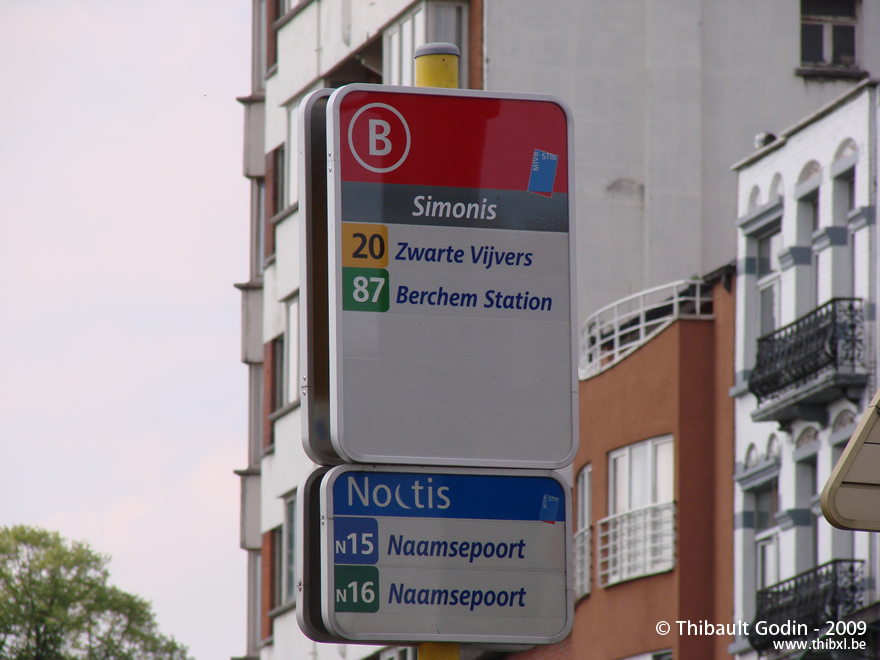 B
STIB
MIVB
Simonis
20 Zwarte Vijvers
87 Berchem Station
Noctis
N15 Naamsepoort
N16 Naamsepoort
© Thibault Godin - 2009
www.thibxl.be